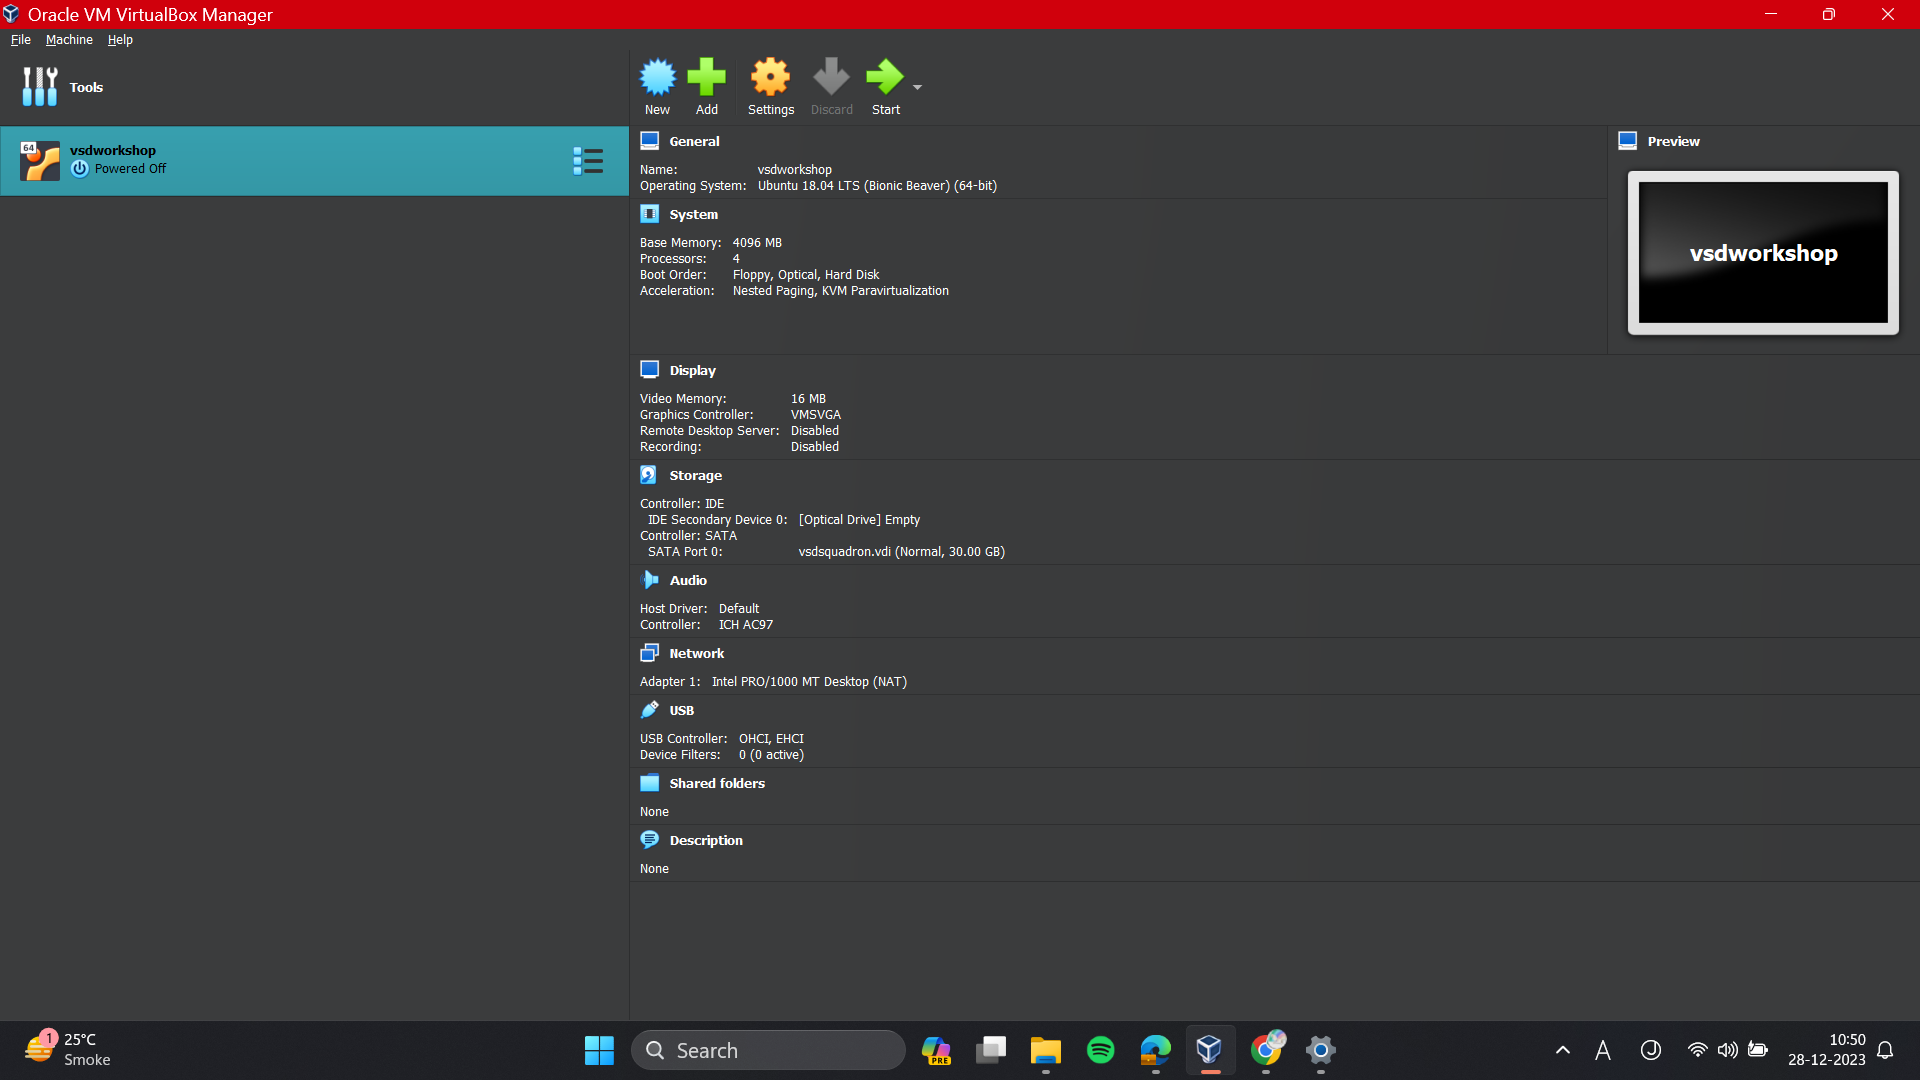 Oracle VM VirtualBox Manager
File Machine Help
Tools
New Add Settings Discard Start
64
vsdworkshop
Powered Off
General
Name: vsdworkshop
Operating System: Ubuntu 18.04 LTS (Bionic Beaver) (64-bit)
System
Base Memory: 4096 MB
Processors: 4
Boot Order: Floppy, Optical, Hard Disk
Acceleration: Nested Paging, KVM Paravirtualization
Preview
vsdworkshop
Display
Video Memory: 16 MB
Graphics Controller: VMSVGA
Remote Desktop Server: Disabled
Recording: Disabled
Storage
Controller: IDE
IDE Secondary Device 0: [Optical Drive] Empty
Controller: SATA
SATA Port 0: vsdsquadron.vdi (Normal, 30.00 GB)
Audio
Host Driver: Default
Controller: ICH AC97
Network
Adapter 1: Intel PRO/1000 MT Desktop (NAT)
USB
USB Controller: OHCI, EHCI
Device Filters: 0 (0 active)
Shared folders
None
Description
None
1
25°C
Smoke
Search
PRE
A
J
10:50
28-12-2023